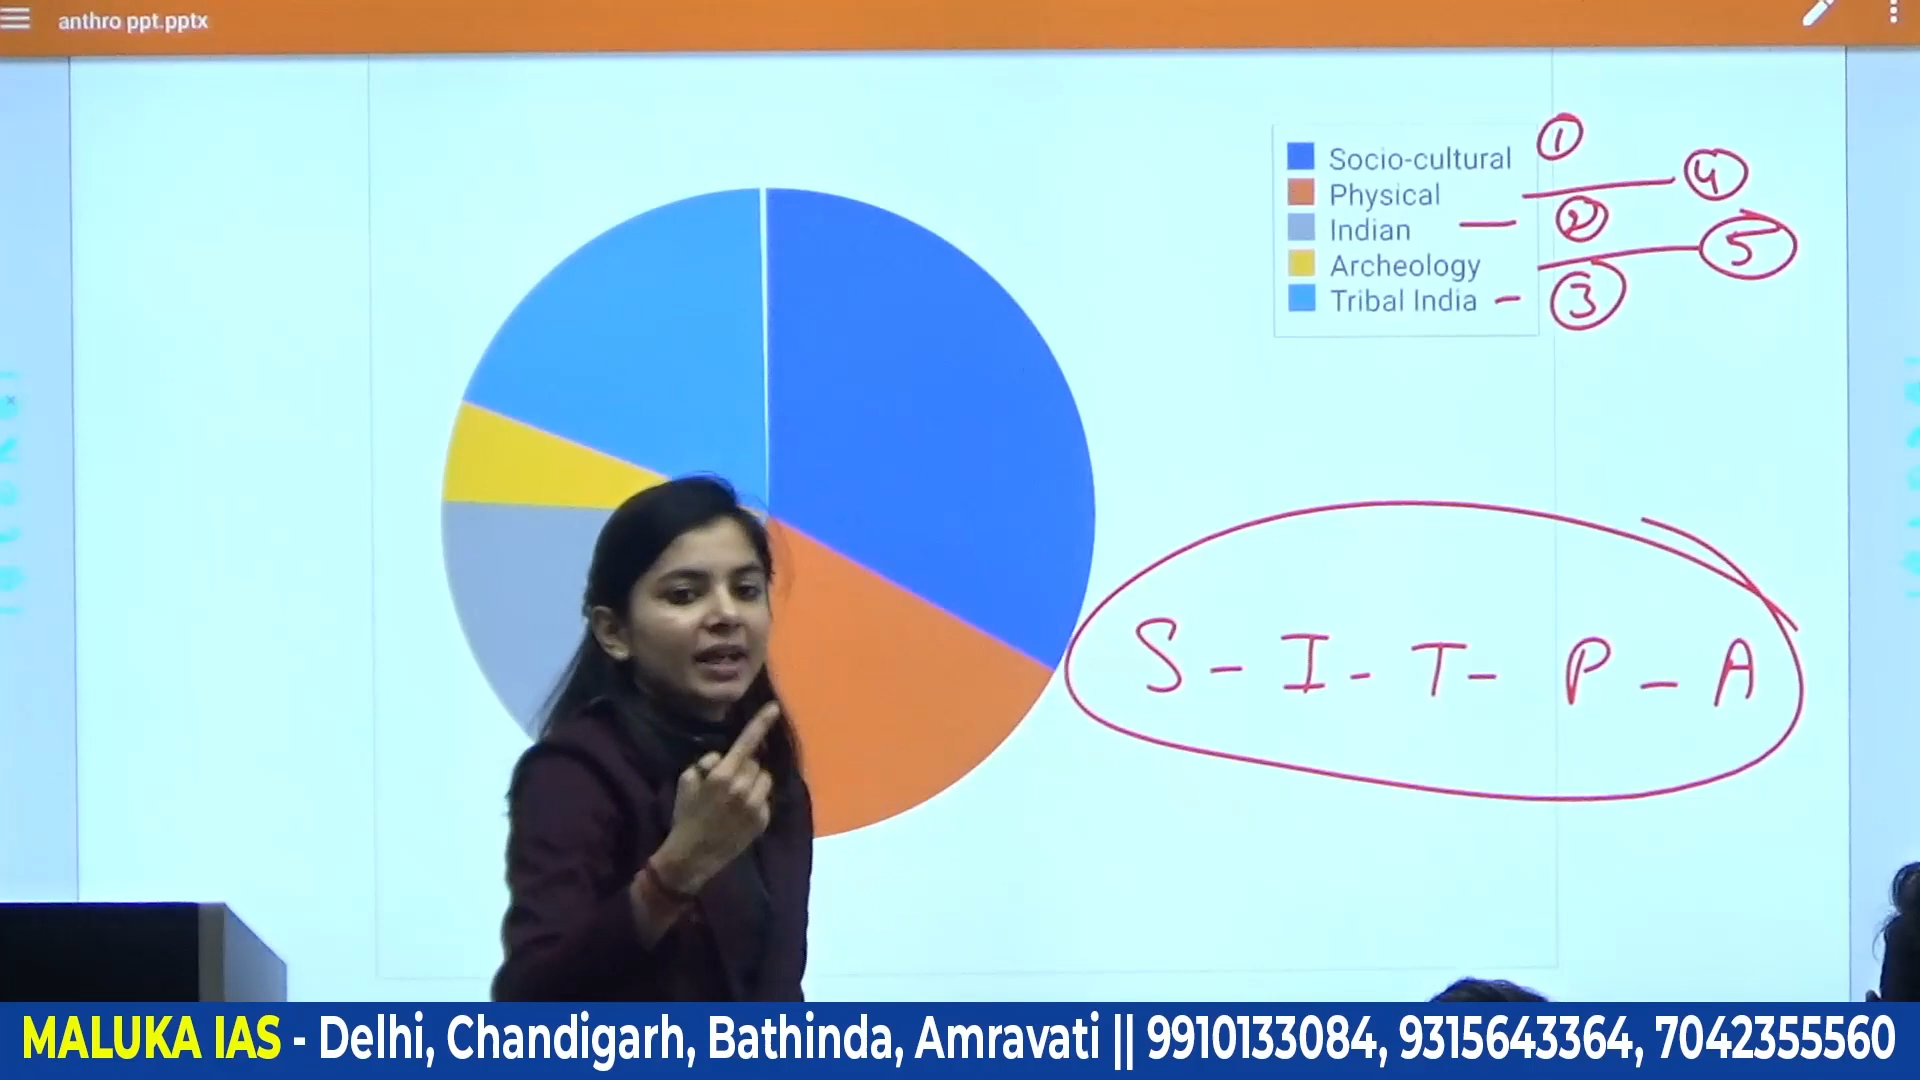 anthro ppt.pptx
Socio-cultural ①
Physical ④
Indian — ②
Archeology ⑤
Tribal India - ③
S - I - T - P - A
MALUKA IAS - Delhi, Chandigarh, Bathinda, Amravati || 9910133084, 9315643364, 7042355560